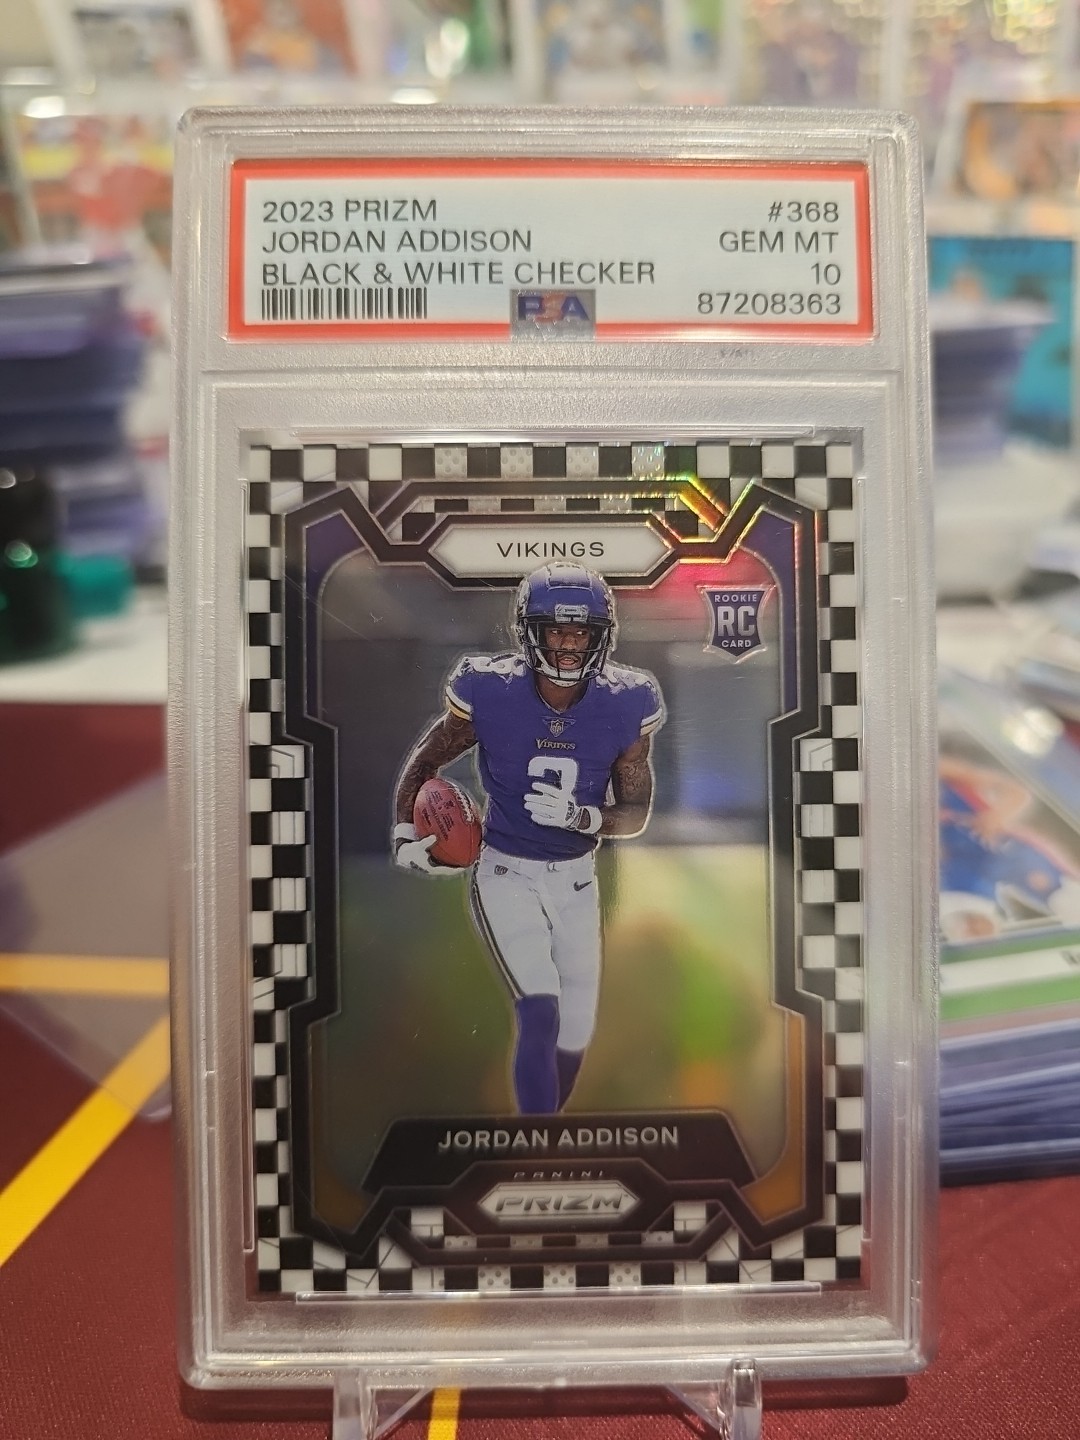 2023 PRIZM #368
JORDAN ADDISON GEM MT
BLACK & WHITE CHECKER 10
PSA 87208363
VIKINGS
ROOKIE
RC
CARD
VIKINGS
JORDAN ADDISON
PANINI
PRIZM